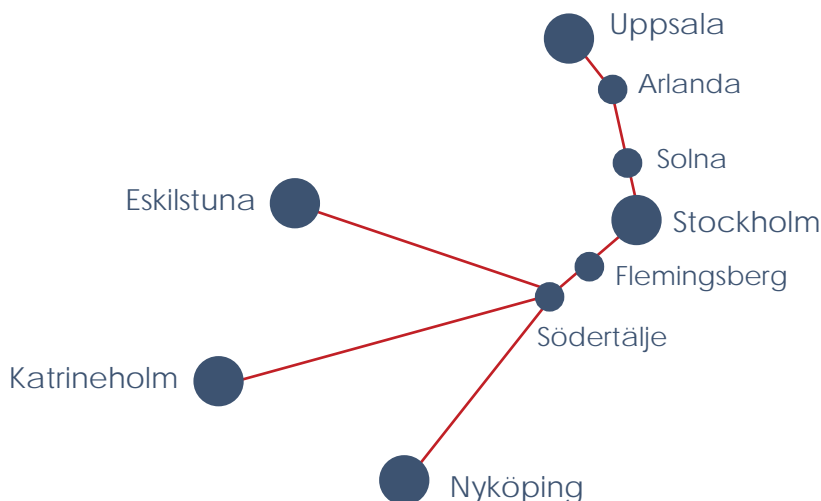 Uppsala
Arlanda
Solna
Eskilstuna
Stockholm
Flemingsberg
Södertälje
Katrineholm
Nyköping